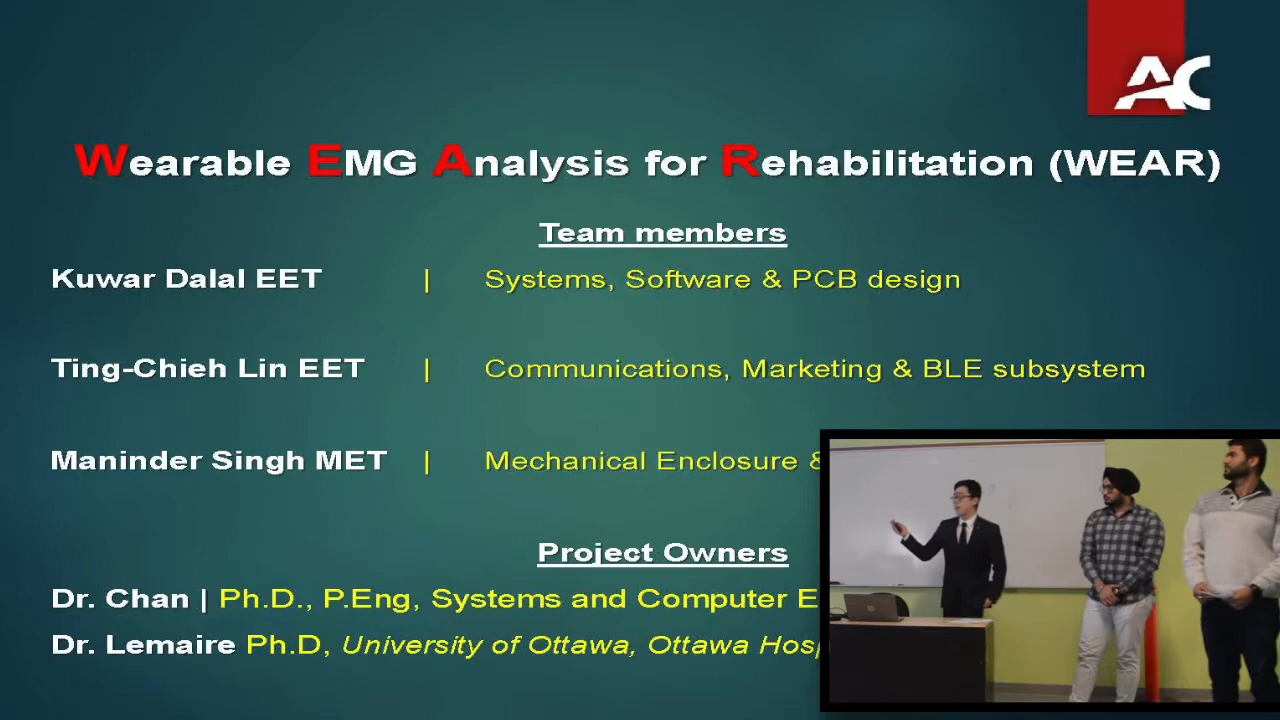 AC
Wearable EMG Analysis for Rehabilitation (WEAR)
Team members
Kuwar Dalal EET | Systems, Software & PCB design
Ting-Chieh Lin EET | Communications, Marketing & BLE subsystem
Maninder Singh MET | Mechanical Enclosure &
Project Owners
Dr. Chan | Ph.D., P.Eng, Systems and Computer E
Dr. Lemaire Ph.D, University of Ottawa, Ottawa Hosp